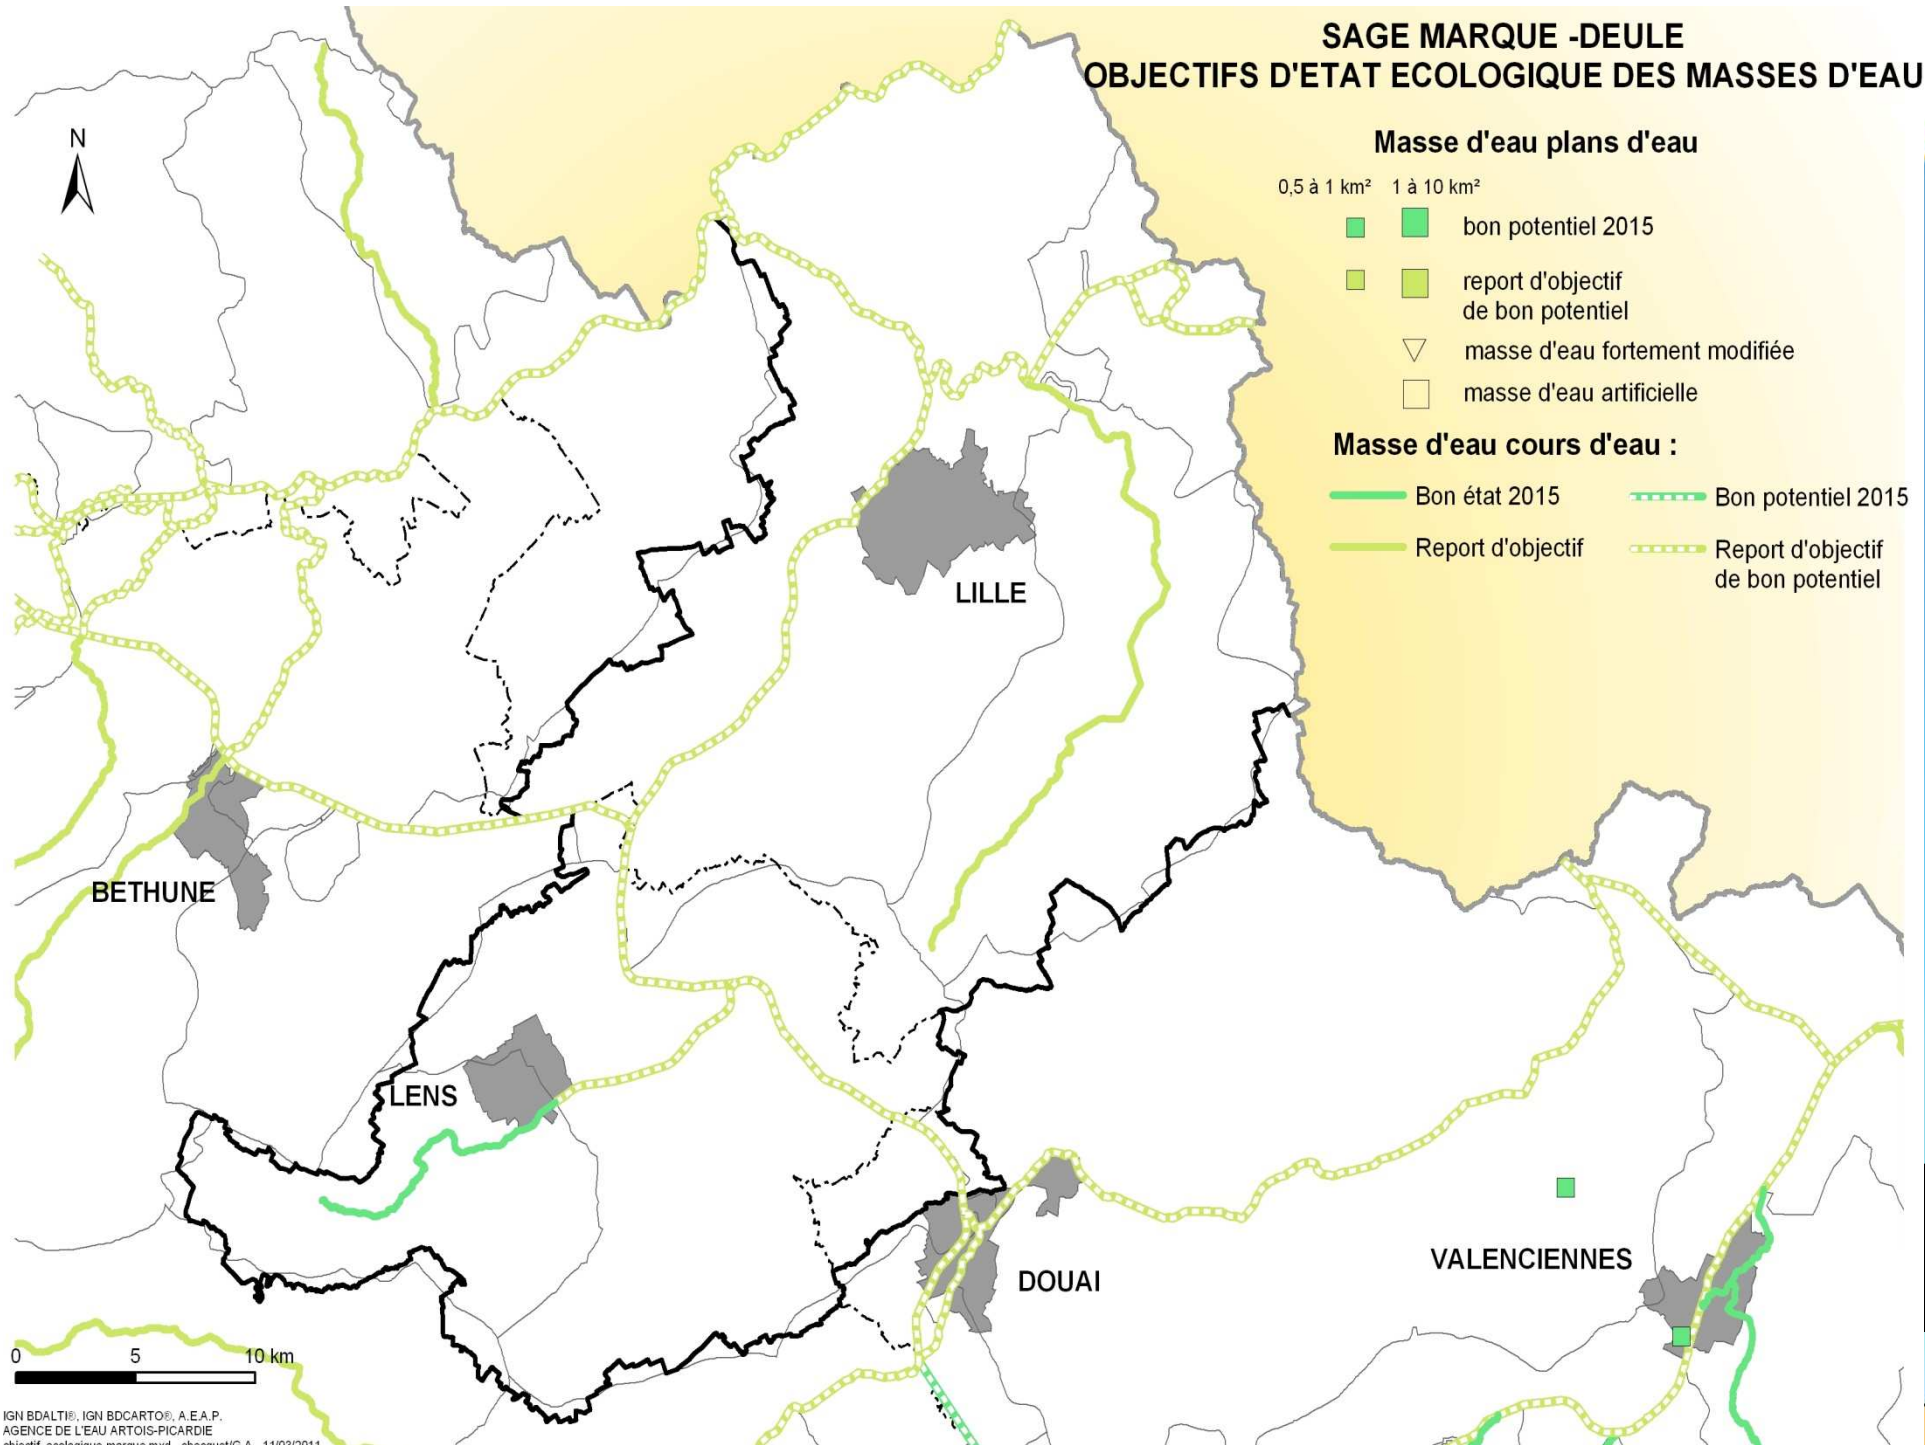 SAGE MARQUE -DEULE
OBJECTIFS D'ETAT ECOLOGIQUE DES MASSES D'EAU
N
Masse d'eau plans d'eau
0,5 à 1 km² 1 à 10 km²
bon potentiel 2015
report d'objectif
de bon potentiel
masse d'eau fortement modifiée
masse d'eau artificielle
Masse d'eau cours d'eau :
Bon état 2015 Bon potentiel 2015
Report d'objectif Report d'objectif
de bon potentiel
LILLE
BETHUNE
LENS
DOUAI
VALENCIENNES
0 5 10 km
IGN BDALTI®, IGN BDCARTO®, A.E.A.P.
AGENCE DE L'EAU ARTOIS-PICARDIE